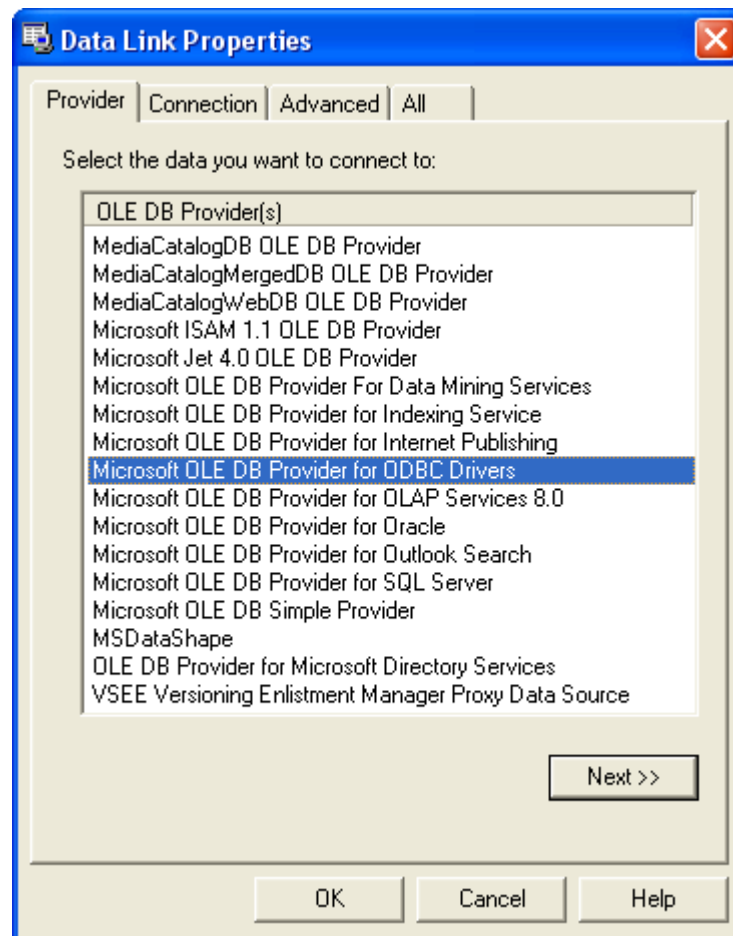 Data Link Properties
Provider Connection Advanced All
Select the data you want to connect to:
OLE DB Provider(s)
MediaCatalogDB OLE DB Provider
MediaCatalogMergedDB OLE DB Provider
MediaCatalogWebDB OLE DB Provider
Microsoft ISAM 1.1 OLE DB Provider
Microsoft Jet 4.0 OLE DB Provider
Microsoft OLE DB Provider For Data Mining Services
Microsoft OLE DB Provider for Indexing Service
Microsoft OLE DB Provider for Internet Publishing
Microsoft OLE DB Provider for ODBC Drivers
Microsoft OLE DB Provider for OLAP Services 8.0
Microsoft OLE DB Provider for Oracle
Microsoft OLE DB Provider for Outlook Search
Microsoft OLE DB Provider for SQL Server
Microsoft OLE DB Simple Provider
MSDataShape
OLE DB Provider for Microsoft Directory Services
VSEE Versioning Enlistment Manager Proxy Data Source
Next >>
OK Cancel Help